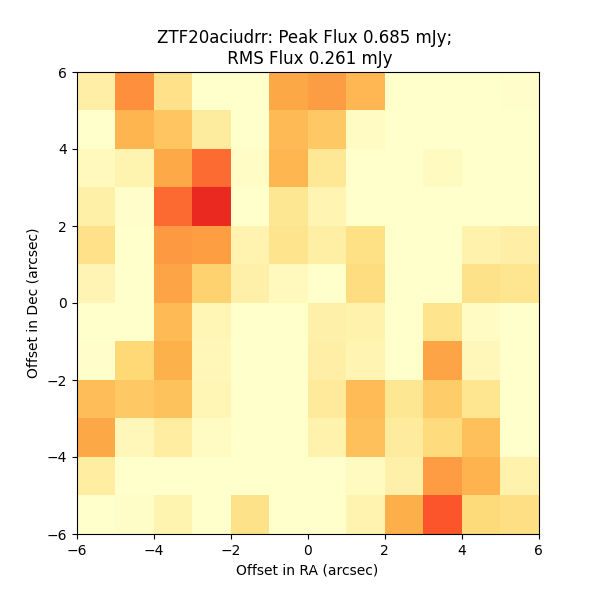 ZTF20aciudrr: Peak Flux 0.685 mJy;
RMS Flux 0.261 mJy
6
4
2
0
−2
−4
−6
Offset in Dec (arcsec)
−6 −4 −2 0 2 4 6
Offset in RA (arcsec)